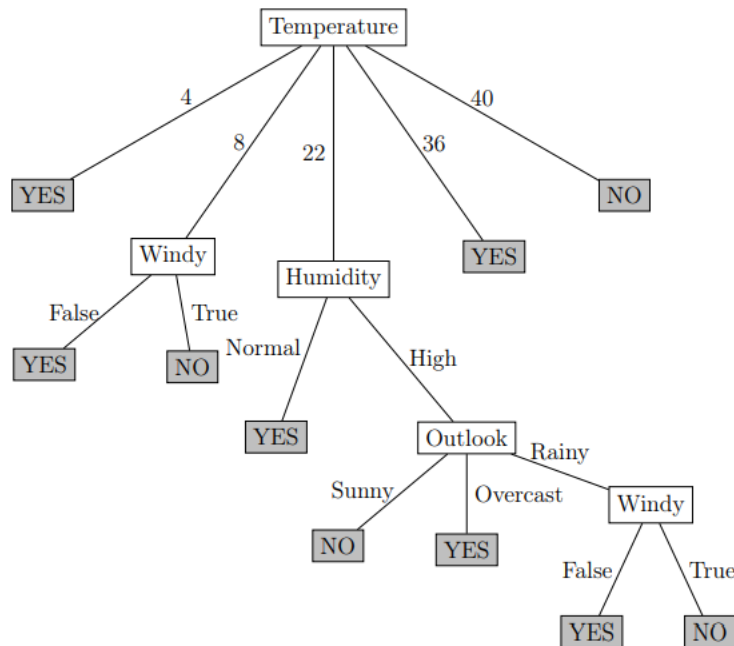 Temperature
4
40
8
22
36
YES
NO
Windy
YES
Humidity
False
True
Normal
YES
NO
High
YES
Outlook
Rainy
Sunny
Overcast
Windy
NO
YES
False
True
YES
NO